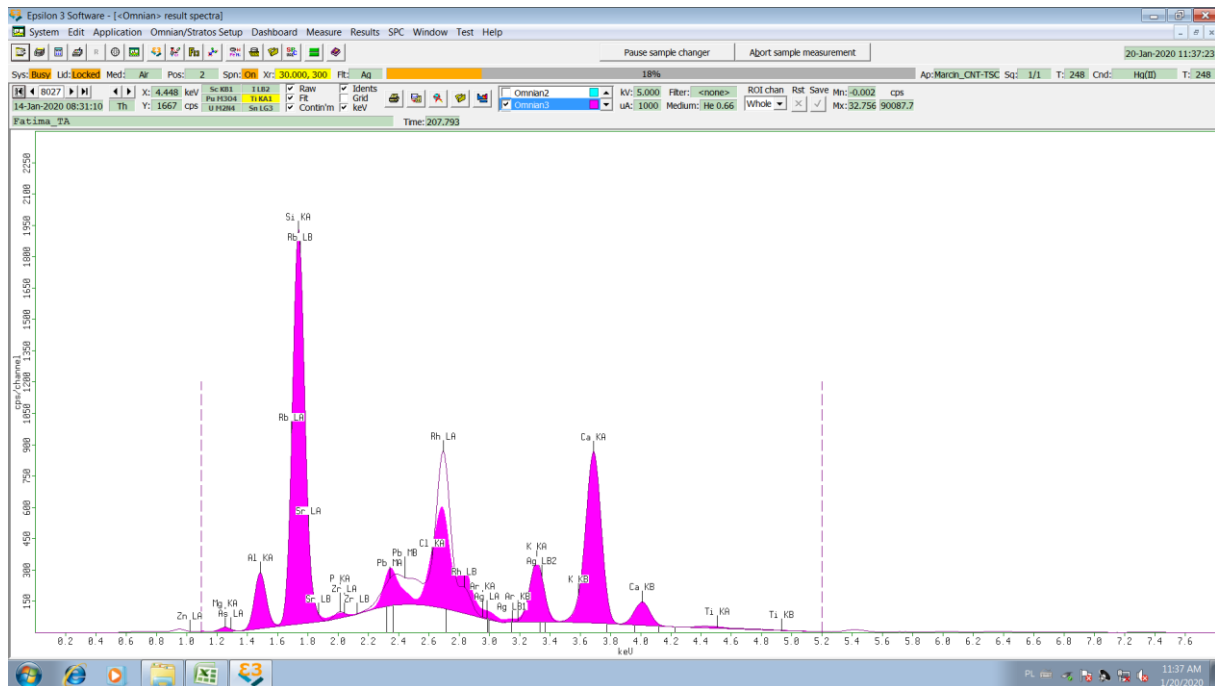 Epsilon 3 Software - [<Omnian> result spectra]
System Edit Application Omnian/Stratos Setup Dashboard Measure Results SPC Window Test Help
Pause sample changer Abort sample measurement 20-Jan-2020 11:37:23
Sys: Busy Lid: Locked Med: Air Pos: 2 Spn: On Xr: 30.000, 300 Flt: Ag 18% Ap:Marcin_CNT-TSC Sq: 1/1 T: 248 Cnd: Hg(II) T: 248
8027 X: 4.448 keV Sc KB1 I LB2 Raw Idents Omnian2 kV: 5.000 Filter: <none> ROI chan Rst Save Mn: -0.002 cps
Pu M3O4 Ti KA1 Fit Grid
14-Jan-2020 08:31:10 Th Y: 1667 cps U M2N4 Sn LG3 Contin'm keV Omnian3 uA: 1000 Medium: He 0.66 Whole Mx: 32.756 90087.7
Fatima_TA Time: 207.793
2250
2100
1950
1800
1650
1500
1350
1200
1050
900
750
600
450
300
150
cps/channel
Si KA
Rb LB
Rb LA
Rh LA
Ca KA
Sr LA
Cl KA
K KA
Pb MB
Al KA
Pb MA
Ag LB2
Rh LB
P KA
K KB
Ar KA
Zr LA
Ca KB
Mg KA
Sr LB
Zr LB
Ag LA
Ar KB
As LA
Ag LB1
Zn LA
Ti KA
Ti KB
0.2 0.4 0.6 0.8 1.0 1.2 1.4 1.6 1.8 2.0 2.2 2.4 2.6 2.8 3.0 3.2 3.4 3.6 3.8 4.0 4.2 4.4 4.6 4.8 5.0 5.2 5.4 5.6 5.8 6.0 6.2 6.4 6.6 6.8 7.0 7.2 7.4 7.6
keV
PL 11:37 AM
1/20/2020